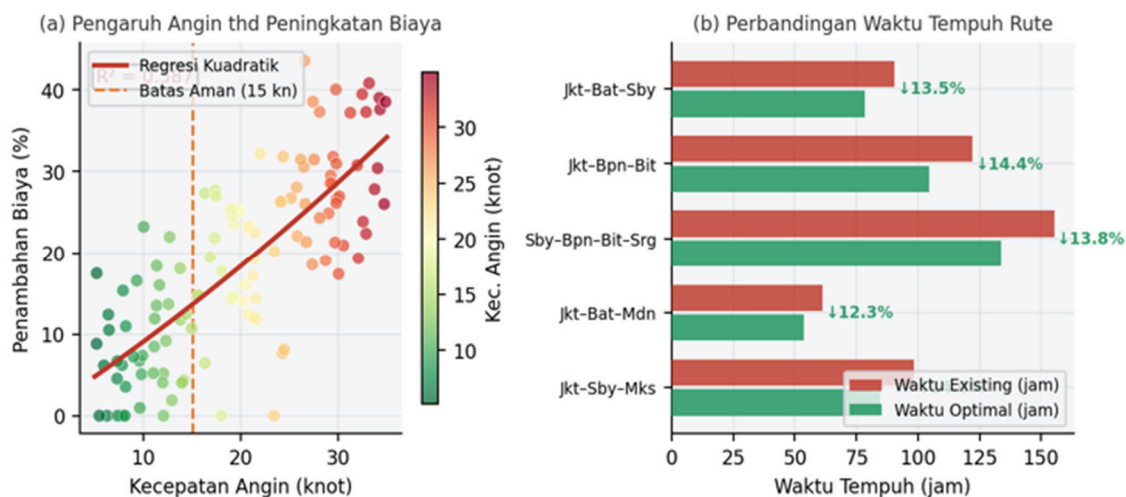 (a) Pengaruh Angin thd Peningkatan Biaya
Regresi Kuadratik
R² = 0.587
Batas Aman (15 kn)
Penambahan Biaya (%)
40
30
20
10
0
10
20
30
Kecepatan Angin (knot)
30
25
20
15
10
Kec. Angin (knot)
(b) Perbandingan Waktu Tempuh Rute
Jkt–Bat–Sby
↓13.5%
Jkt–Bpn–Bit
↓14.4%
Sby–Bpn–Bit–Srg
↓13.8%
Jkt–Bat–Mdn
↓12.3%
Jkt–Sby–Mks
Waktu Existing (jam)
Waktu Optimal (jam)
0
25
50
75
100
125
150
Waktu Tempuh (jam)